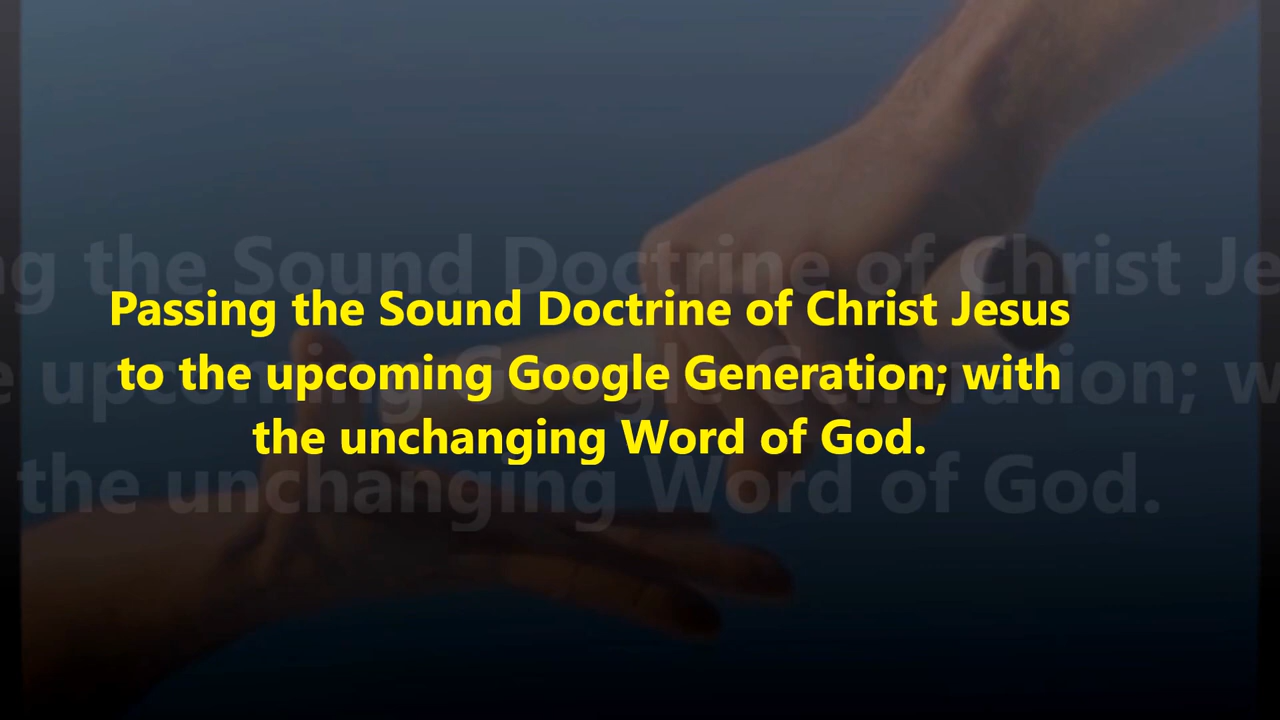 Passing the Sound Doctrine of Christ Jesus
to the upcoming Google Generation; with
the unchanging Word of God.